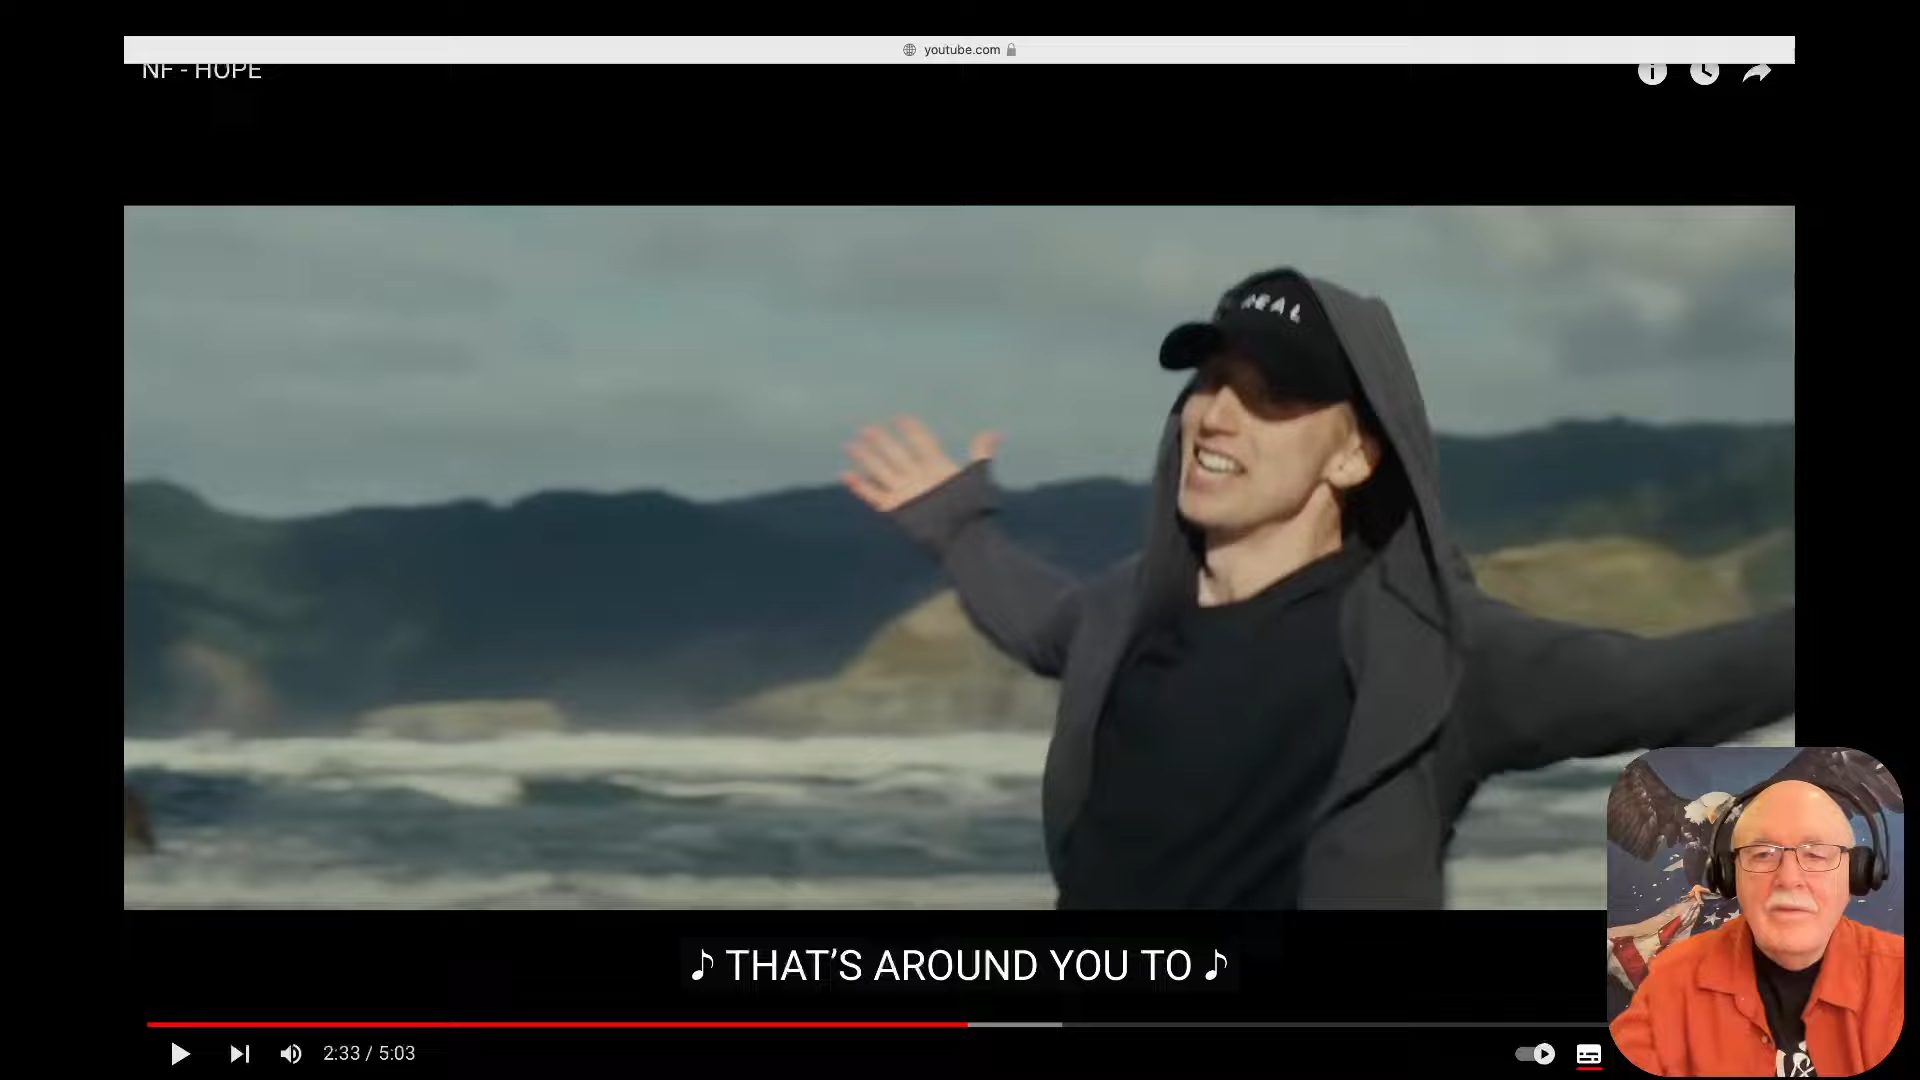 youtube.com
NF - HOPE
REAL
♪ THAT'S AROUND YOU TO ♪
2:33 / 5:03